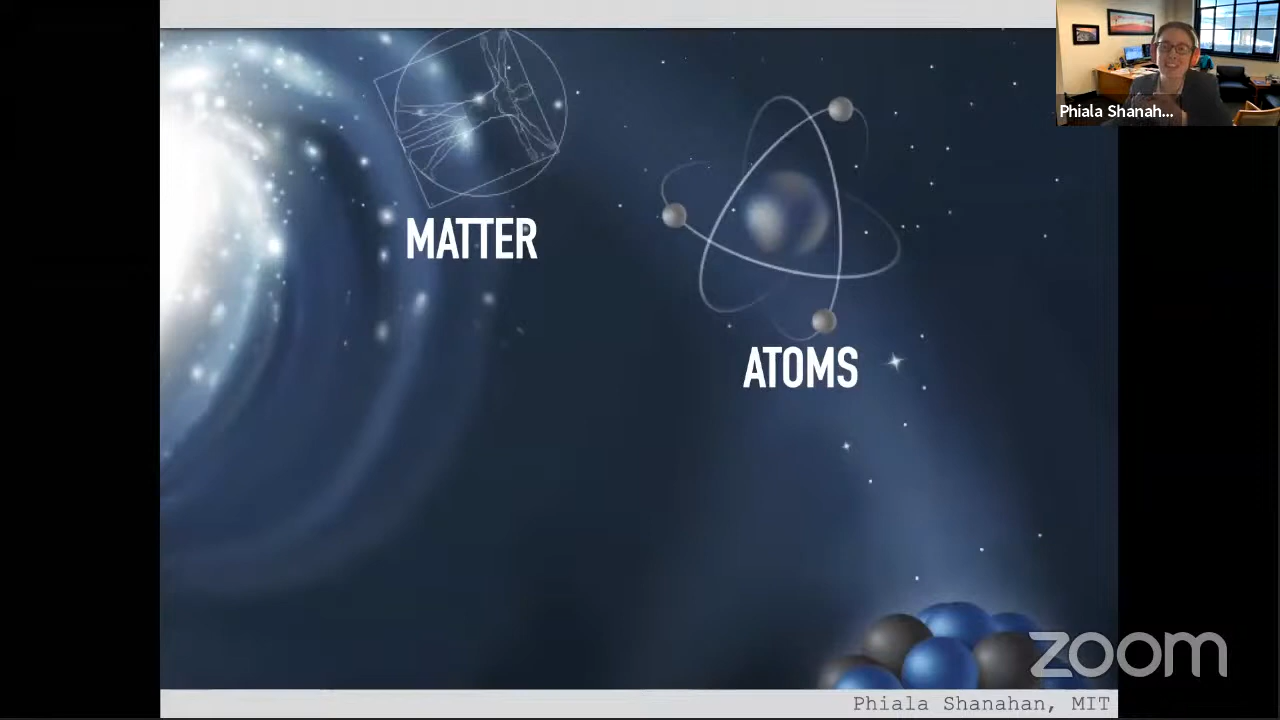 Phiala Shanah...
MATTER
ATOMS
zoom
Phiala Shanahan, MIT